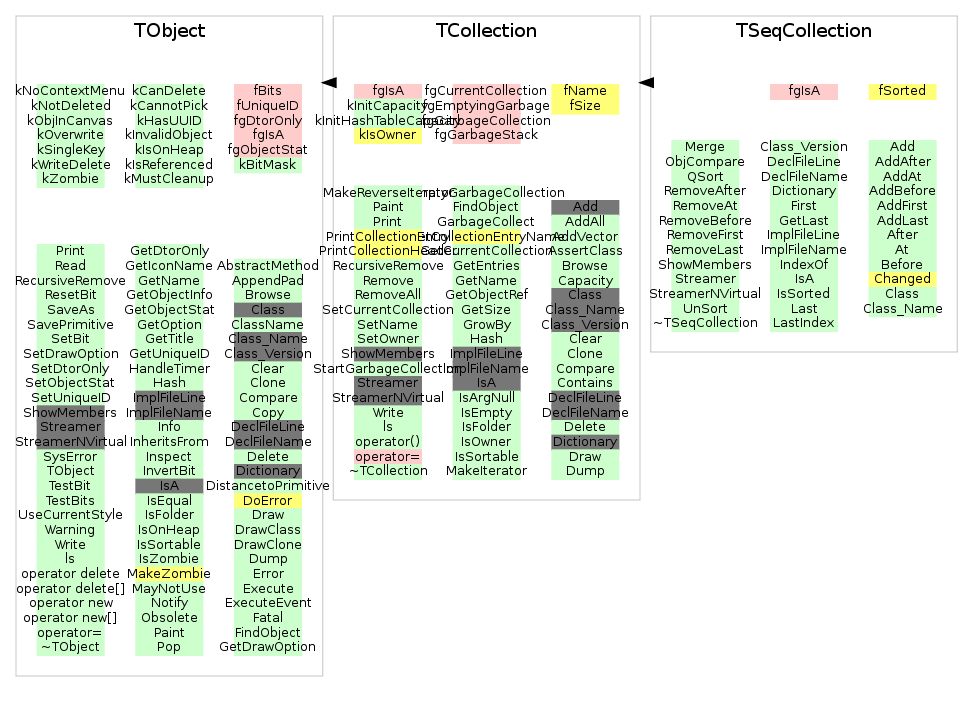 TObject
kNoContextMenu
kNotDeleted
kObjInCanvas
kOverwrite
kSingleKey
kWriteDelete
kZombie
kCanDelete
kCannotPick
kHasUUID
kInvalidObject
kIsOnHeap
kIsReferenced
kMustCleanup
fBits
fUniqueID
fgDtorOnly
fgIsA
fgObjectStat
kBitMask
Print
Read
RecursiveRemove
ResetBit
SaveAs
SavePrimitive
SetBit
SetDrawOption
SetDtorOnly
SetObjectStat
SetUniqueID
ShowMembers
Streamer
StreamerNVirtual
SysError
TObject
TestBit
TestBits
UseCurrentStyle
Warning
Write
ls
operator delete
operator delete[]
operator new
operator new[]
operator=
~TObject
GetDtorOnly
GetIconName
GetName
GetObjectInfo
GetObjectStat
GetOption
GetTitle
GetUniqueID
HandleTimer
Hash
ImplFileLine
ImplFileName
Info
InheritsFrom
Inspect
InvertBit
IsA
IsEqual
IsFolder
IsOnHeap
IsSortable
IsZombie
MakeZombie
MayNotUse
Notify
Obsolete
Paint
Pop
AbstractMethod
AppendPad
Browse
Class
ClassName
Class_Name
Class_Version
Clear
Clone
Compare
Copy
DeclFileLine
DeclFileName
Delete
Dictionary
DistancetoPrimitive
DoError
Draw
DrawClass
DrawClone
Dump
Error
Execute
ExecuteEvent
Fatal
FindObject
GetDrawOption
TCollection
fgIsA
kInitCapacity
kInitHashTableCapacity
kIsOwner
fgCurrentCollection
fgEmptyingGarbage
fgGarbageCollection
fgGarbageStack
fName
fSize
MakeReverseIterator
Paint
Print
PrintCollectionEntry
PrintCollectionHeader
RecursiveRemove
Remove
RemoveAll
SetCurrentCollection
SetName
SetOwner
ShowMembers
StartGarbageCollection
Streamer
StreamerNVirtual
Write
ls
operator()
operator=
~TCollection
FindObject
GarbageCollect
GetCollectionEntryName
GetCurrentCollection
GetEntries
GetName
GetObjectRef
GetSize
GrowBy
Hash
ImplFileLine
ImplFileName
IsA
IsArgNull
IsEmpty
IsFolder
IsOwner
IsSortable
MakeIterator
Add
AddAll
AddVector
AssertClass
Browse
Capacity
Class
Class_Name
Class_Version
Clear
Clone
Compare
Contains
DeclFileLine
DeclFileName
Delete
Dictionary
Draw
Dump
TSeqCollection
fgIsA
fSorted
Merge
ObjCompare
QSort
RemoveAfter
RemoveAt
RemoveBefore
RemoveFirst
RemoveLast
ShowMembers
Streamer
StreamerNVirtual
UnSort
~TSeqCollection
Class_Version
DeclFileLine
DeclFileName
Dictionary
First
GetLast
ImplFileLine
ImplFileName
IndexOf
IsA
IsSorted
Last
LastIndex
Add
AddAfter
AddAt
AddBefore
AddFirst
AddLast
After
At
Before
Changed
Class
Class_Name